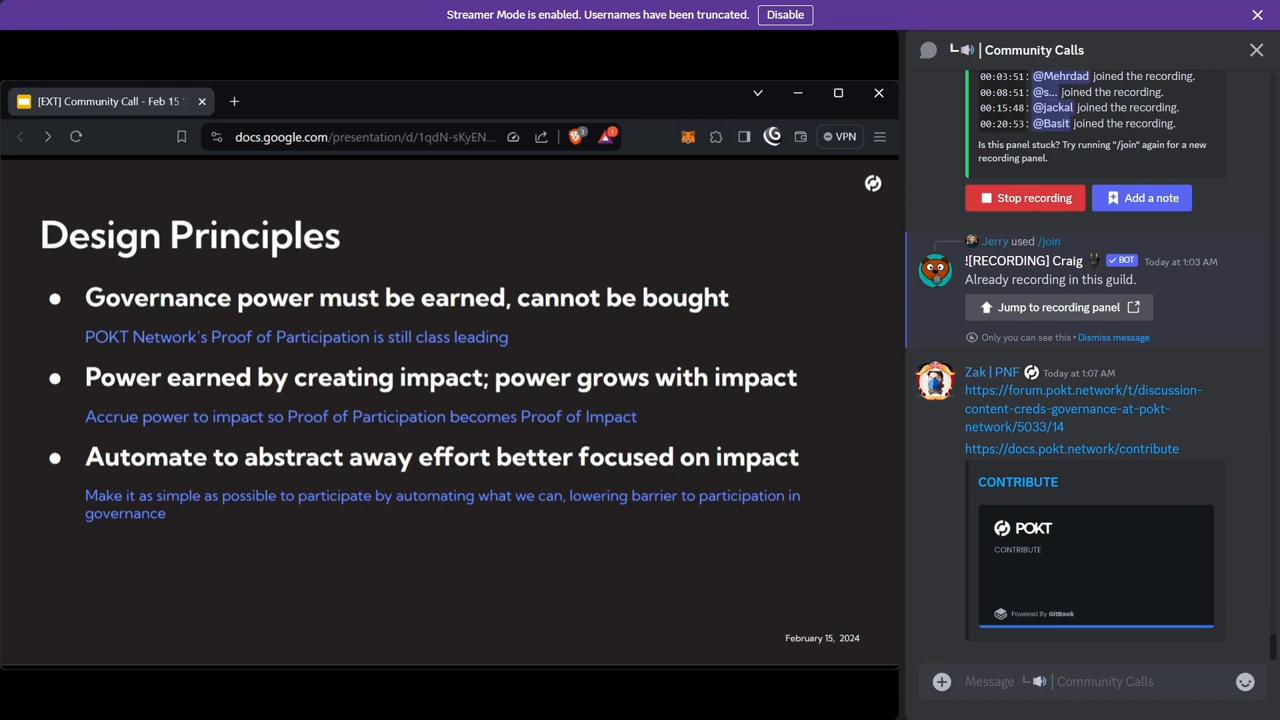 Streamer Mode is enabled. Usernames have been truncated. Disable
[EXT] Community Call - Feb 15 '
docs.google.com/presentation/d/1qdN-sKyEN...
3
1
VPN
Design Principles
● Governance power must be earned, cannot be bought
POKT Network's Proof of Participation is still class leading
● Power earned by creating impact; power grows with impact
Accrue power to impact so Proof of Participation becomes Proof of Impact
● Automate to abstract away effort better focused on impact
Make it as simple as possible to participate by automating what we can, lowering barrier to participation in
governance
February 15, 2024
Community Calls
00:03:51: @Mehrdad joined the recording.
00:08:51: @s... joined the recording.
00:15:48: @jackal joined the recording.
00:20:53: @Basit joined the recording.
Is this panel stuck? Try running "/join" again for a new
recording panel.
Stop recording
Add a note
Jerry used /join
![RECORDING] Craig BOT Today at 1:03 AM
Already recording in this guild.
Jump to recording panel
Only you can see this • Dismiss message
Zak | PNF Today at 1:07 AM
https://forum.pokt.network/t/discussion-
content-creds-governance-at-pokt-
network/5033/14
https://docs.pokt.network/contribute
CONTRIBUTE
POKT
CONTRIBUTE
Powered By GitBook
Message | Community Calls